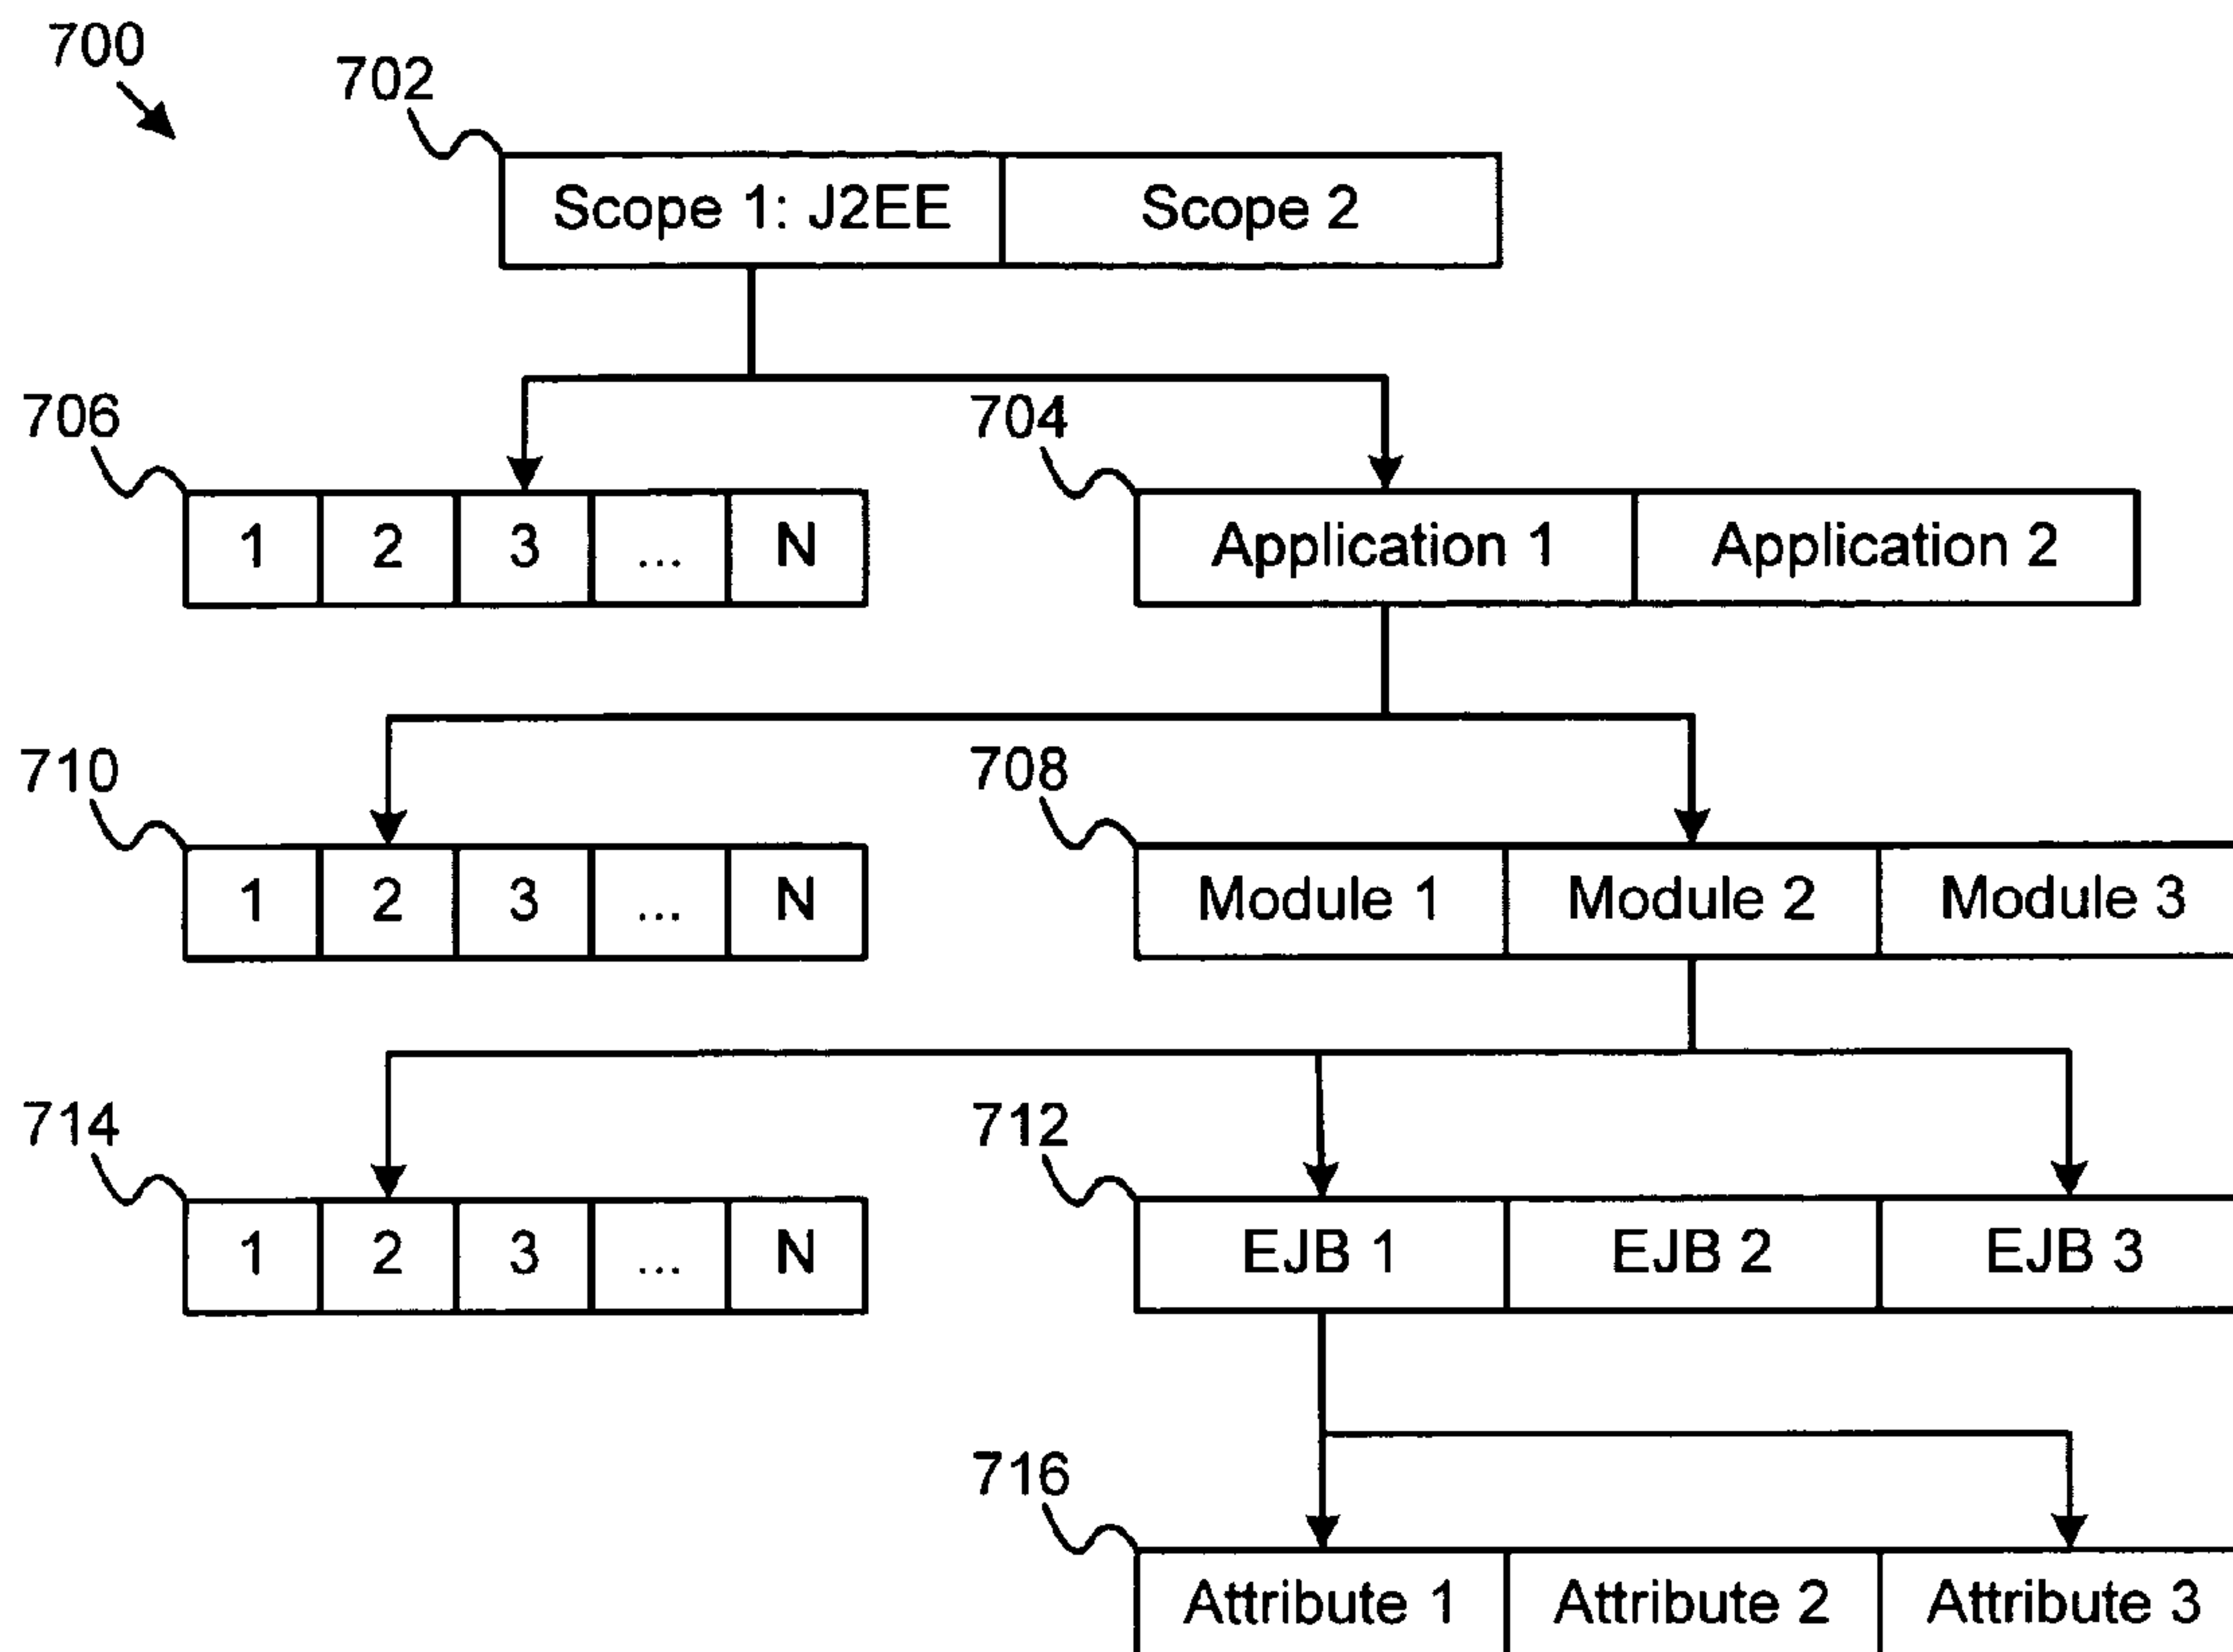 700
702
Scope 1: J2EE Scope 2
706
704
1 2 3 ... N
Application 1 Application 2
710
708
1 2 3 ... N
Module 1 Module 2 Module 3
714
712
1 2 3 ... N
EJB 1 EJB 2 EJB 3
716
Attribute 1 Attribute 2 Attribute 3